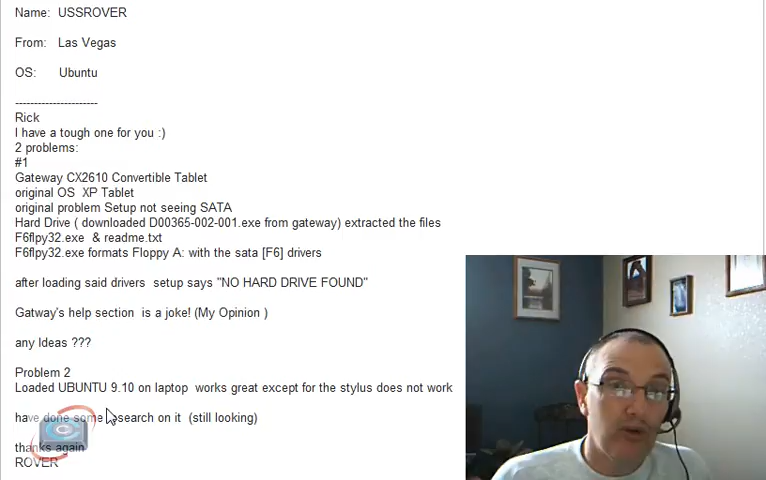 Name: USSROVER
From: Las Vegas
OS: Ubuntu
----------------------
Rick
I have a tough one for you :)
2 problems:
#1
Gateway CX2610 Convertible Tablet
original OS XP Tablet
original problem Setup not seeing SATA
Hard Drive ( downloaded D00365-002-001.exe from gateway) extracted the files
F6flpy32.exe & readme.txt
F6flpy32.exe formats Floppy A: with the sata [F6] drivers
after loading said drivers setup says "NO HARD DRIVE FOUND"
Gatway's help section is a joke! (My Opinion )
any Ideas ???
Problem 2
Loaded UBUNTU 9.10 on laptop works great except for the stylus does not work
have done some research on it (still looking)
thanks again
ROVER